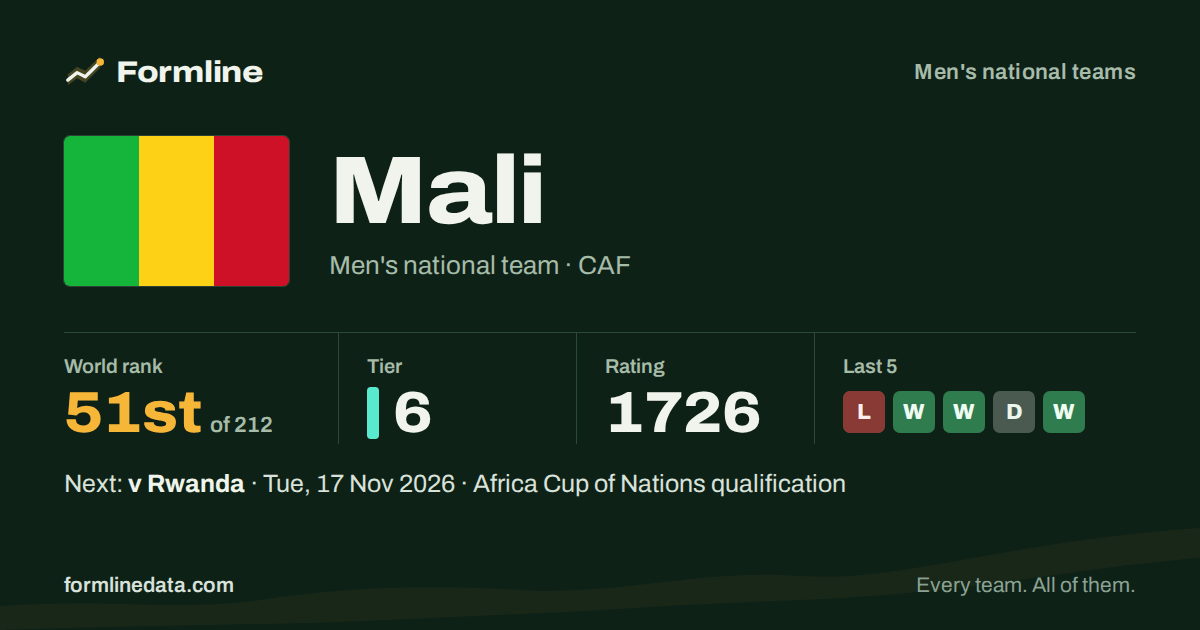 Formline
Men's national teams
Mali
Men's national team · CAF
World rank
51st of 212
Tier
6
Rating
1726
Last 5
L W W D W
Next: v Rwanda · Tue, 17 Nov 2026 · Africa Cup of Nations qualification
formlinedata.com
Every team. All of them.